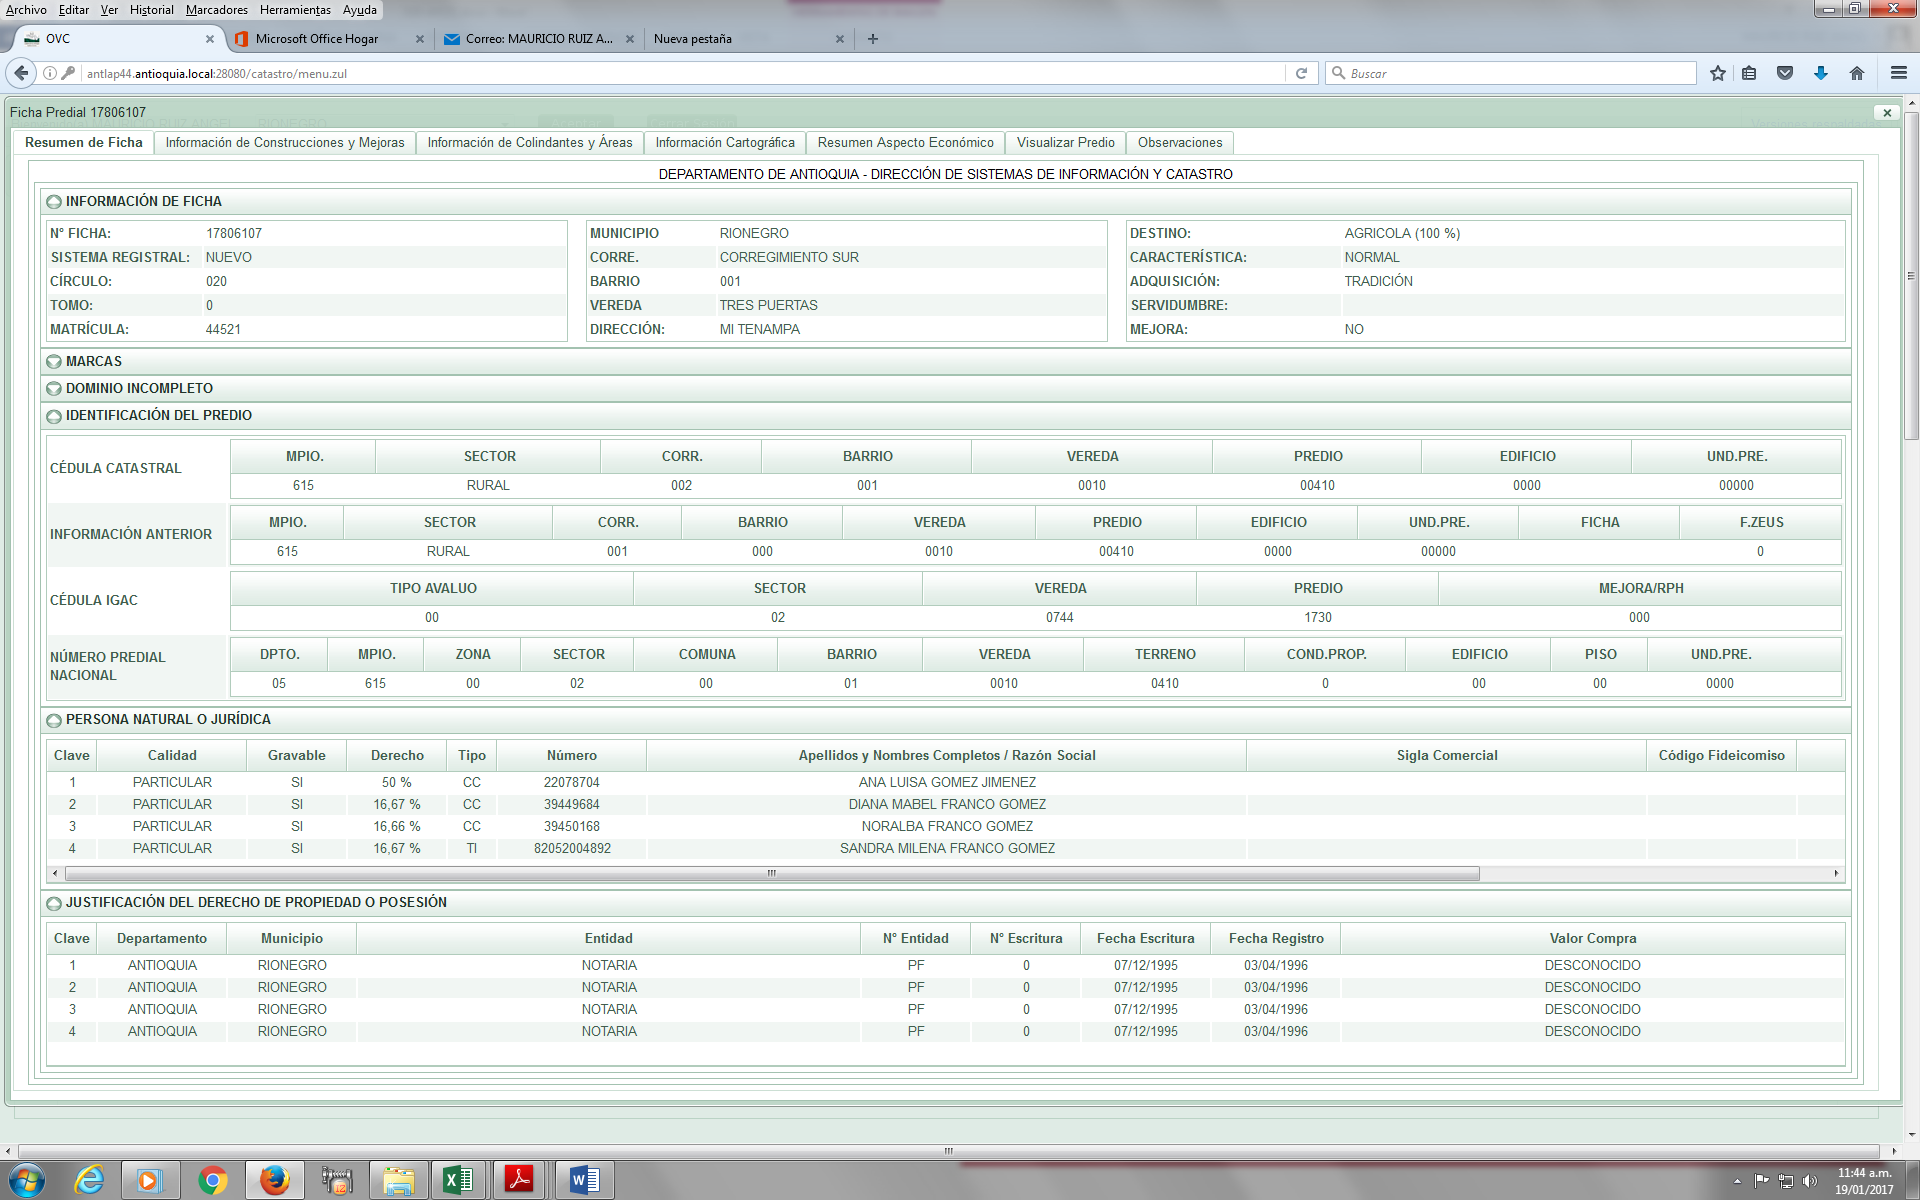 Archivo Editar Ver Historial Marcadores Herramientas Ayuda
OVC Microsoft Office Hogar Correo: MAURICIO RUIZ A... Nueva pestaña
antlap44.antioquia.local:28080/catastro/menu.zul Buscar
Ficha Predial 17806107
Resumen de Ficha Información de Construcciones y Mejoras Información de Colindantes y Áreas Información Cartográfica Resumen Aspecto Económico Visualizar Predio Observaciones
DEPARTAMENTO DE ANTIOQUIA - DIRECCIÓN DE SISTEMAS DE INFORMACIÓN Y CATASTRO
INFORMACIÓN DE FICHA
N° FICHA: 17806107 MUNICIPIO RIONEGRO DESTINO: AGRICOLA (100 %)
SISTEMA REGISTRAL: NUEVO CORRE. CORREGIMIENTO SUR CARACTERÍSTICA: NORMAL
CÍRCULO: 020 BARRIO 001 ADQUISICIÓN: TRADICIÓN
TOMO: 0 VEREDA TRES PUERTAS SERVIDUMBRE:
MATRÍCULA: 44521 DIRECCIÓN: MI TENAMPA MEJORA: NO
MARCAS
DOMINIO INCOMPLETO
IDENTIFICACIÓN DEL PREDIO
CÉDULA CATASTRAL
MPIO. SECTOR CORR. BARRIO VEREDA PREDIO EDIFICIO UND.PRE.
615 RURAL 002 001 0010 00410 0000 00000
INFORMACIÓN ANTERIOR
MPIO. SECTOR CORR. BARRIO VEREDA PREDIO EDIFICIO UND.PRE. FICHA F.ZEUS
615 RURAL 001 000 0010 00410 0000 00000 0
CÉDULA IGAC
TIPO AVALUO SECTOR VEREDA PREDIO MEJORA/RPH
00 02 0744 1730 000
NÚMERO PREDIAL
NACIONAL
DPTO. MPIO. ZONA SECTOR COMUNA BARRIO VEREDA TERRENO COND.PROP. EDIFICIO PISO UND.PRE.
05 615 00 02 00 01 0010 0410 0 00 00 0000
PERSONA NATURAL O JURÍDICA
Clave Calidad Gravable Derecho Tipo Número Apellidos y Nombres Completos / Razón Social Sigla Comercial Código Fideicomiso
1 PARTICULAR SI 50 % CC 22078704 ANA LUISA GOMEZ JIMENEZ
2 PARTICULAR SI 16,67 % CC 39449684 DIANA MABEL FRANCO GOMEZ
3 PARTICULAR SI 16,66 % CC 39450168 NORALBA FRANCO GOMEZ
4 PARTICULAR SI 16,67 % TI 82052004892 SANDRA MILENA FRANCO GOMEZ
JUSTIFICACIÓN DEL DERECHO DE PROPIEDAD O POSESIÓN
Clave Departamento Municipio Entidad N° Entidad N° Escritura Fecha Escritura Fecha Registro Valor Compra
1 ANTIOQUIA RIONEGRO NOTARIA PF 0 07/12/1995 03/04/1996 DESCONOCIDO
2 ANTIOQUIA RIONEGRO NOTARIA PF 0 07/12/1995 03/04/1996 DESCONOCIDO
3 ANTIOQUIA RIONEGRO NOTARIA PF 0 07/12/1995 03/04/1996 DESCONOCIDO
4 ANTIOQUIA RIONEGRO NOTARIA PF 0 07/12/1995 03/04/1996 DESCONOCIDO
11:44 a.m.
19/01/2017